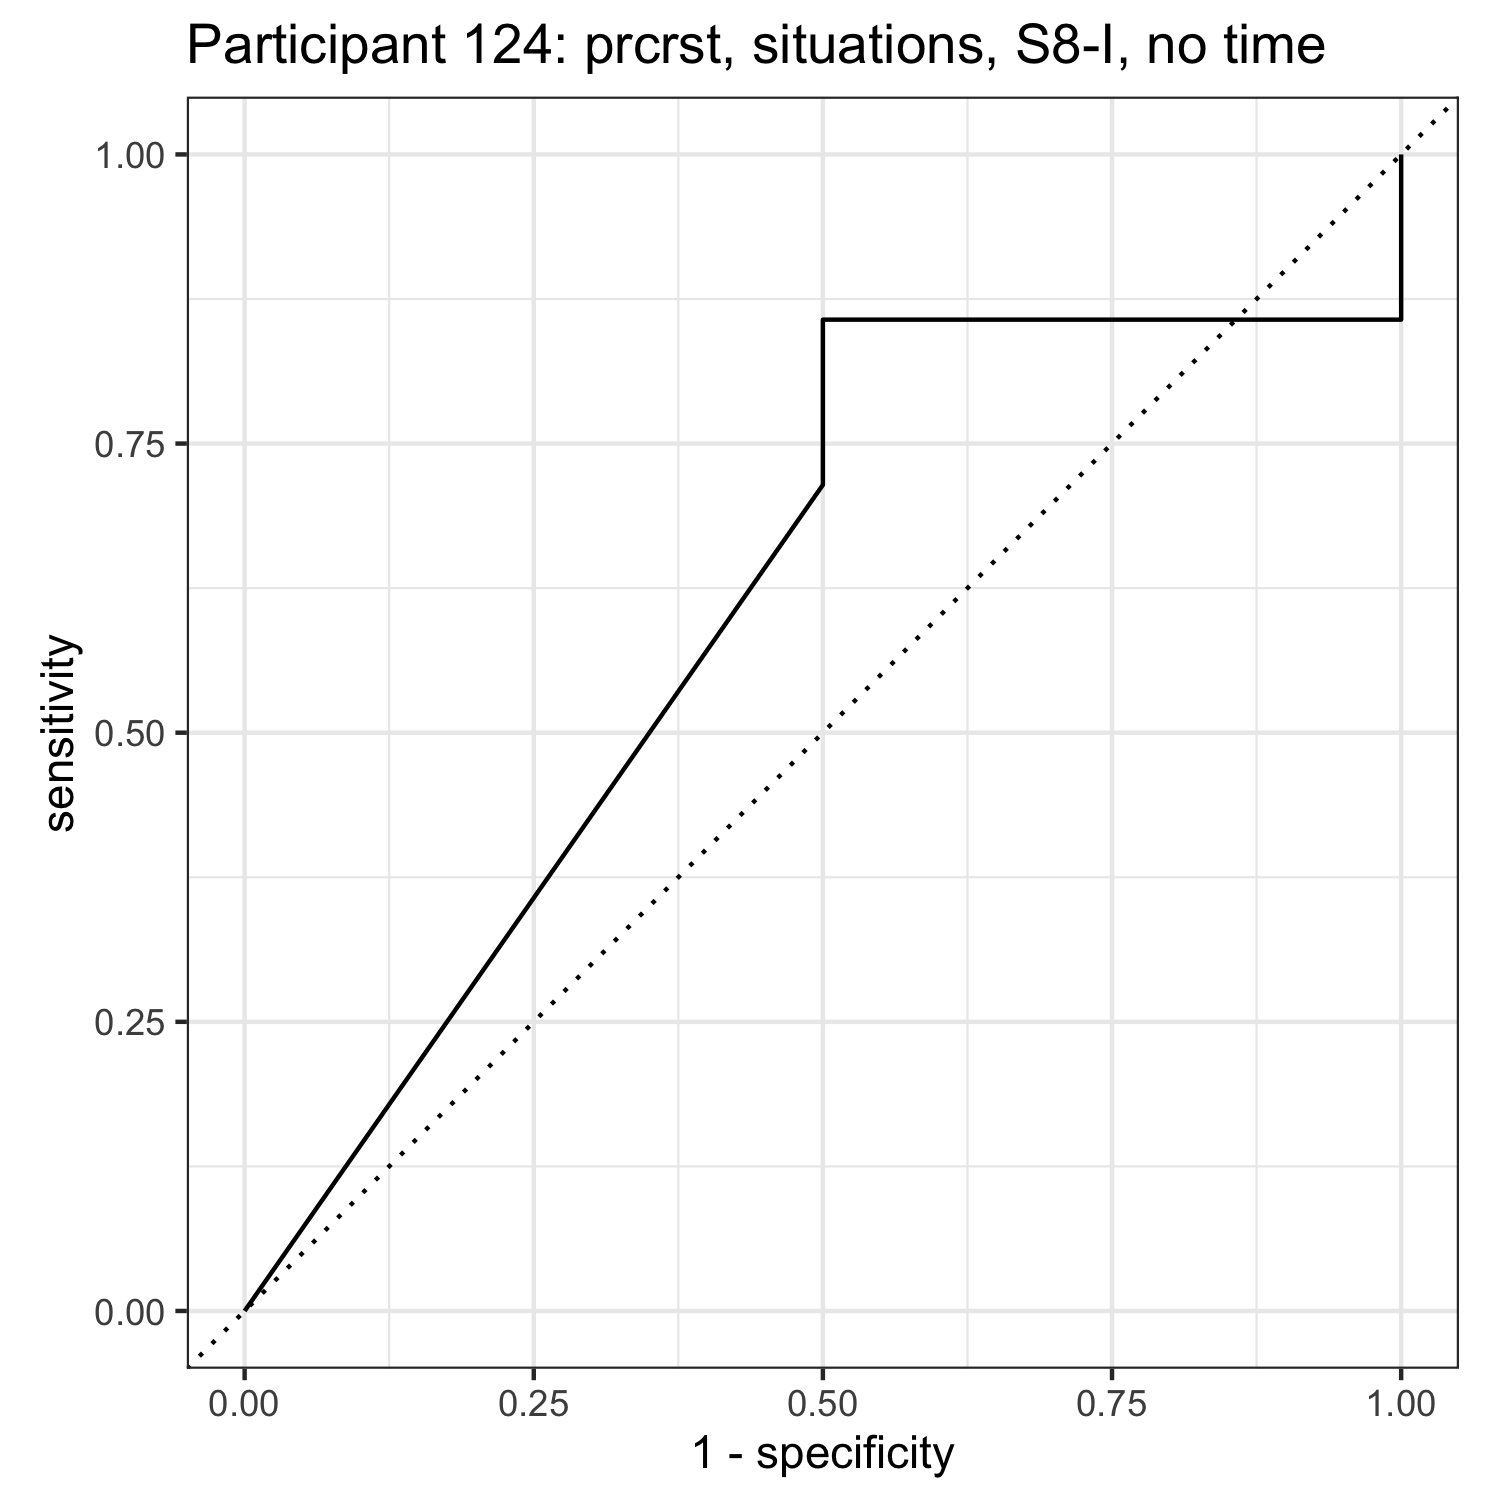 Participant 124: prcrst, situations, S8-I, no time
1.00
0.75
0.50
0.25
0.00
sensitivity
0.00 0.25 0.50 0.75 1.00
1 - specificity